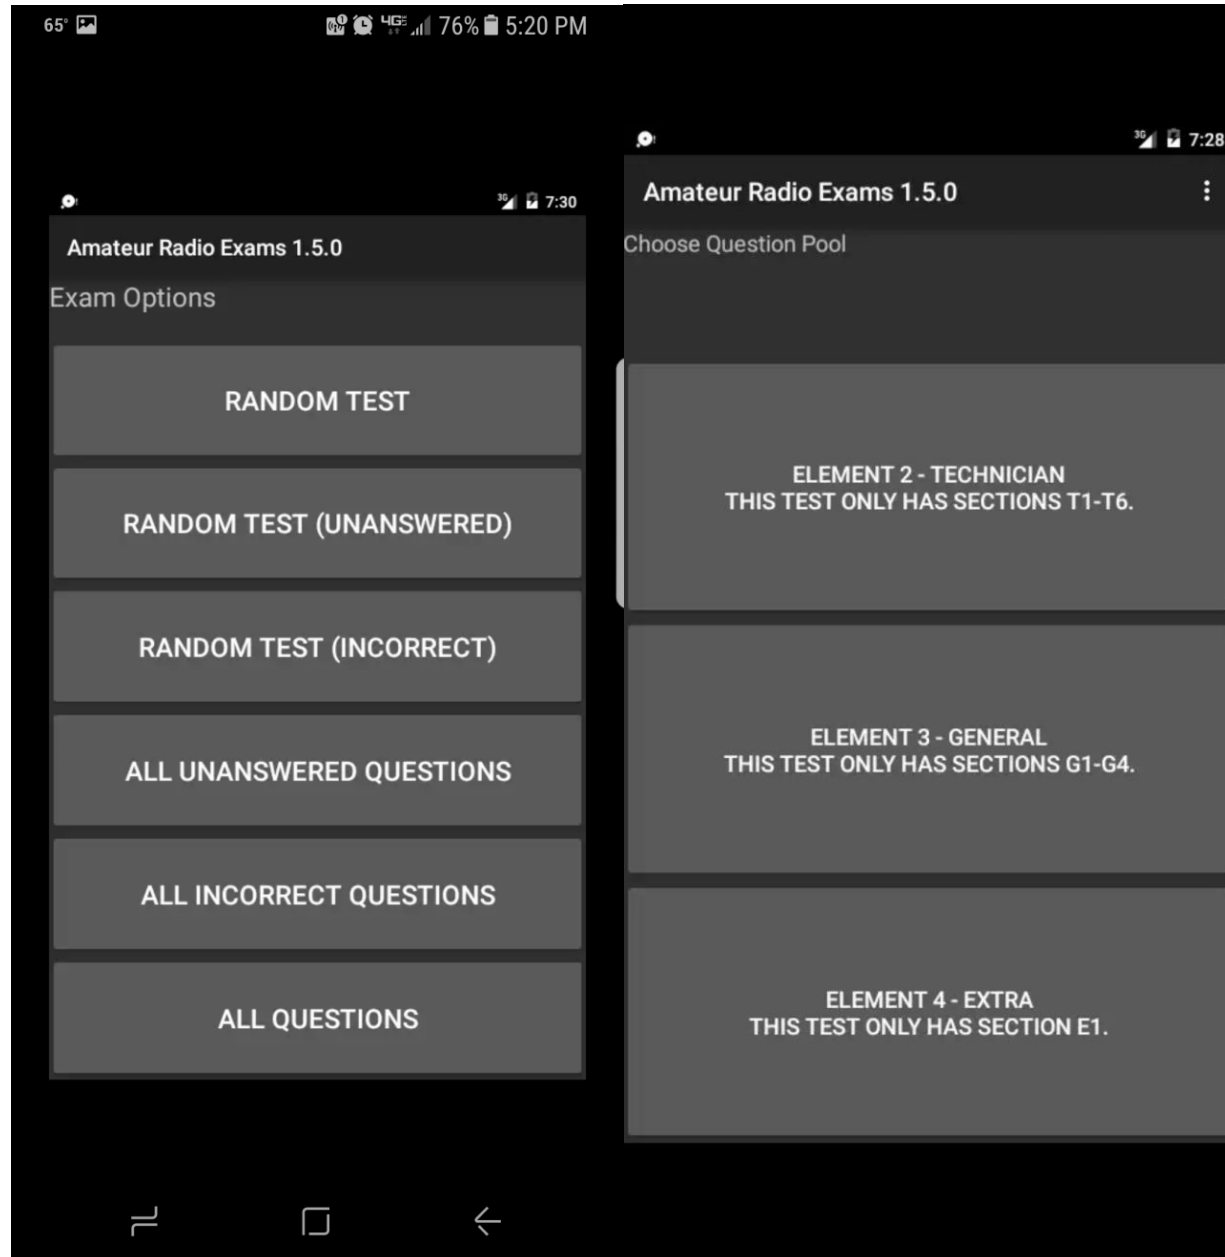 65°
4G 76% 5:20 PM
3G 7:30
Amateur Radio Exams 1.5.0
Exam Options
RANDOM TEST
RANDOM TEST (UNANSWERED)
RANDOM TEST (INCORRECT)
ALL UNANSWERED QUESTIONS
ALL INCORRECT QUESTIONS
ALL QUESTIONS
3G 7:28
Amateur Radio Exams 1.5.0
Choose Question Pool
ELEMENT 2 - TECHNICIAN
THIS TEST ONLY HAS SECTIONS T1-T6.
ELEMENT 3 - GENERAL
THIS TEST ONLY HAS SECTIONS G1-G4.
ELEMENT 4 - EXTRA
THIS TEST ONLY HAS SECTION E1.